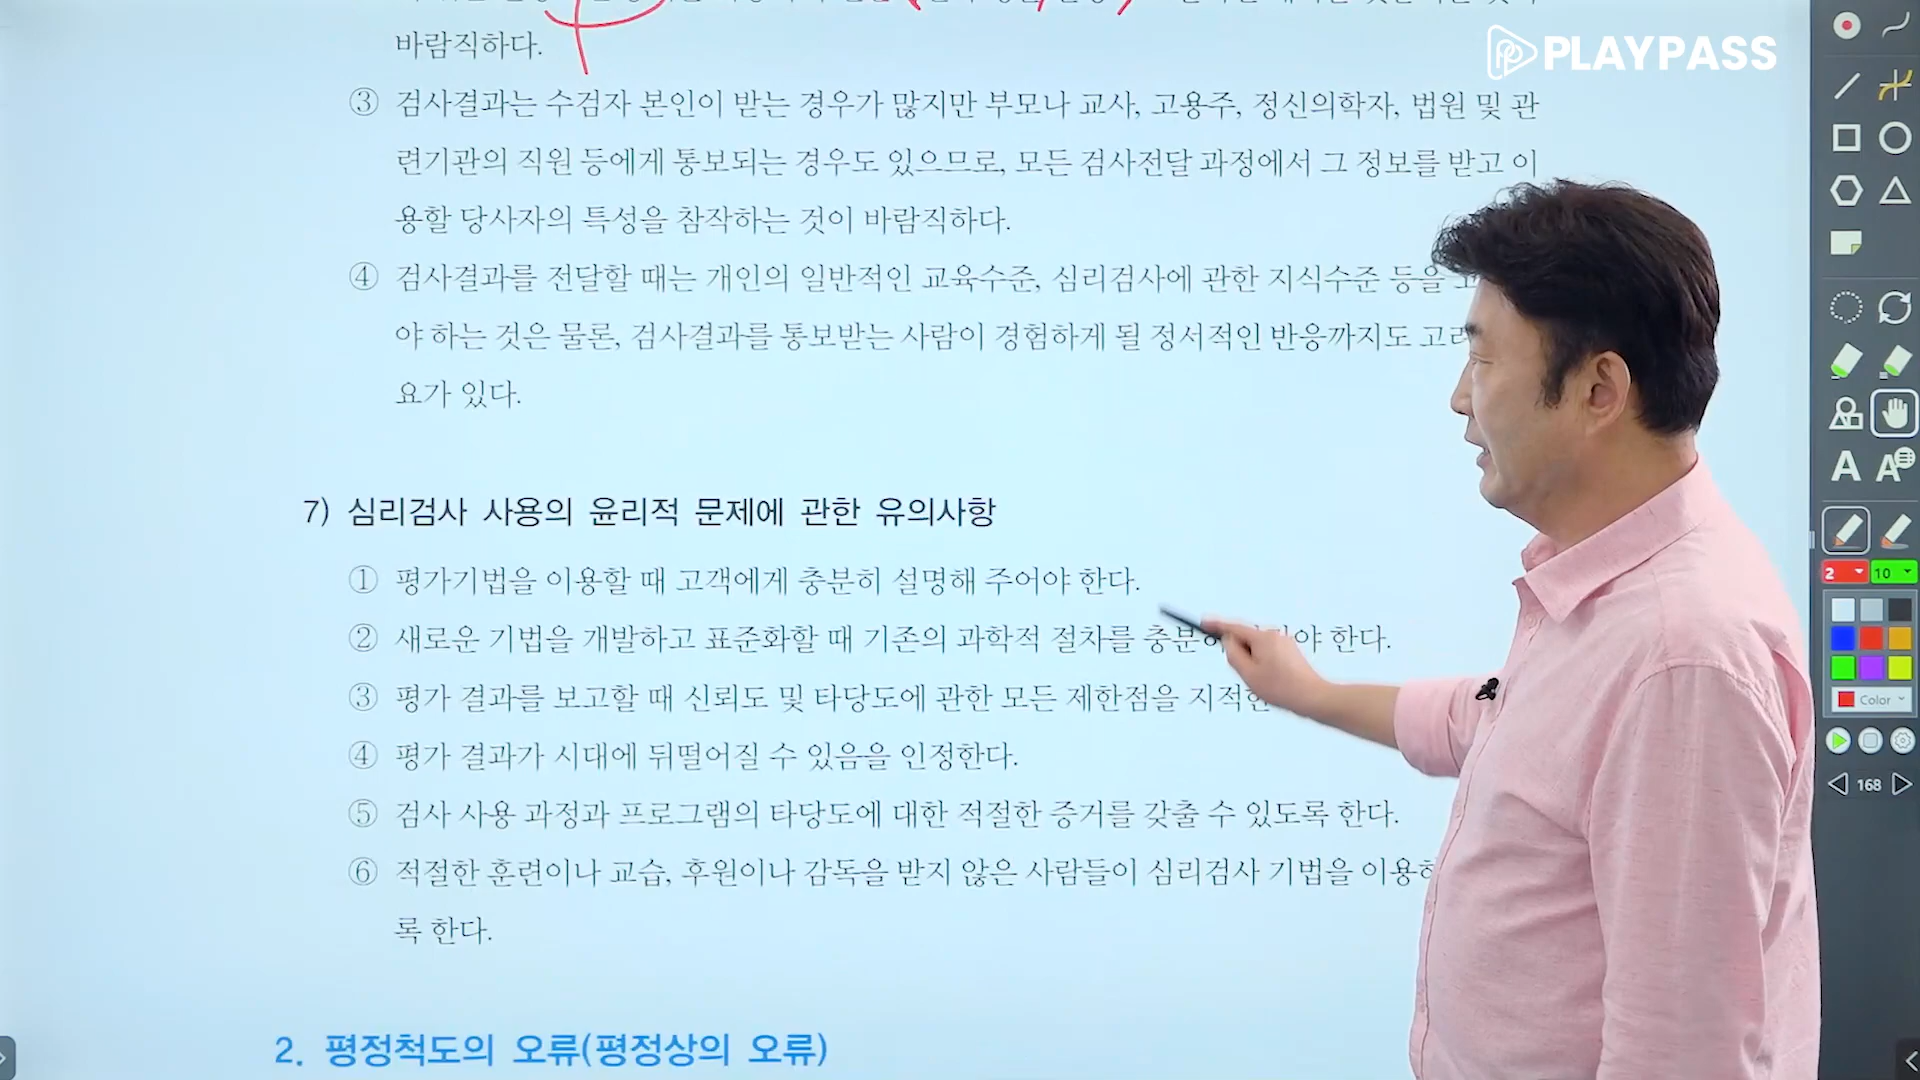 PLAYPASS
바람직하다.
③ 검사결과는 수검자 본인이 받는 경우가 많지만 부모나 교사, 고용주, 정신의학자, 법원 및 관
련기관의 직원 등에게 통보되는 경우도 있으므로, 모든 검사전달 과정에서 그 정보를 받고 이
용할 당사자의 특성을 참작하는 것이 바람직하다.
④ 검사결과를 전달할 때는 개인의 일반적인 교육수준, 심리검사에 관한 지식수준 등을
야 하는 것은 물론, 검사결과를 통보받는 사람이 경험하게 될 정서적인 반응까지도
요가 있다.
7) 심리검사 사용의 윤리적 문제에 관한 유의사항
① 평가기법을 이용할 때 고객에게 충분히 설명해 주어야 한다.
② 새로운 기법을 개발하고 표준화할 때 기존의 과학적 절차를 한다.
③ 평가 결과를 보고할 때 신뢰도 및 타당도에 관한 모든 제한점을
④ 평가 결과가 시대에 뒤떨어질 수 있음을 인정한다.
⑤ 검사 사용 과정과 프로그램의 타당도에 대한 적절한 증거를 갖출 수 있도록 한다.
⑥ 적절한 훈련이나 교습, 후원이나 감독을 받지 않은 사람들이 심리검사 기법을
록 한다.
2. 평정척도의 오류(평정상의 오류)
2
10
Color
168